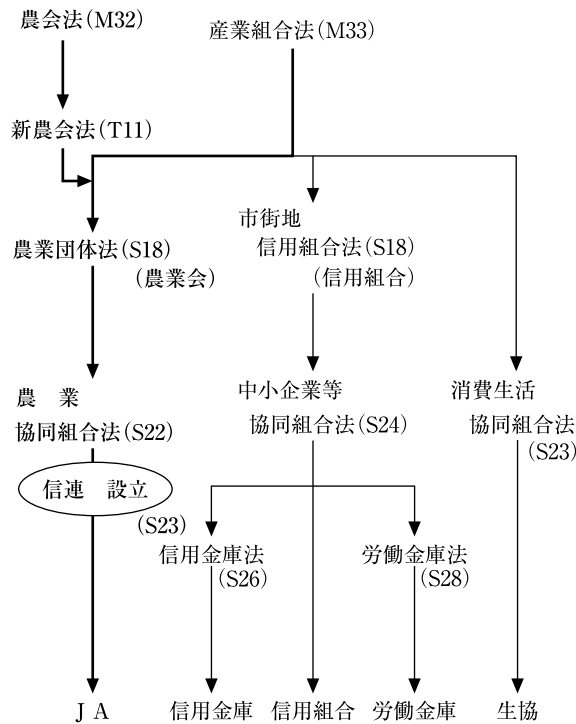 農会法(M32)
産業組合法(M33)
新農会法(T11)
農業団体法(S18)
(農業会)
市街地
信用組合法(S18)
(信用組合)
農　業
協同組合法(S22)
中小企業等
協同組合法(S24)
消費生活
協同組合法
(S23)
信連　設立
(S23)
信用金庫法
(S26)
労働金庫法
(S28)
ＪＡ
信用金庫
信用組合
労働金庫
生協